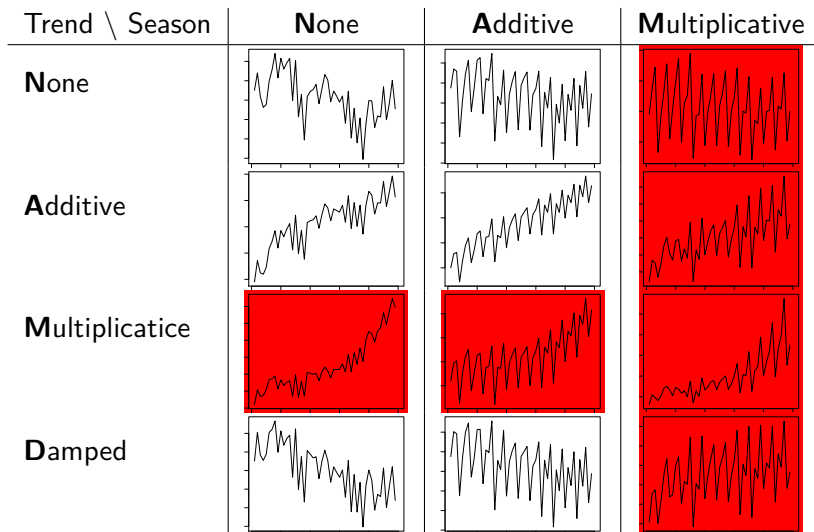 Trend \ Season None Additive Multiplicative
None
Additive
Multiplicatice
Damped